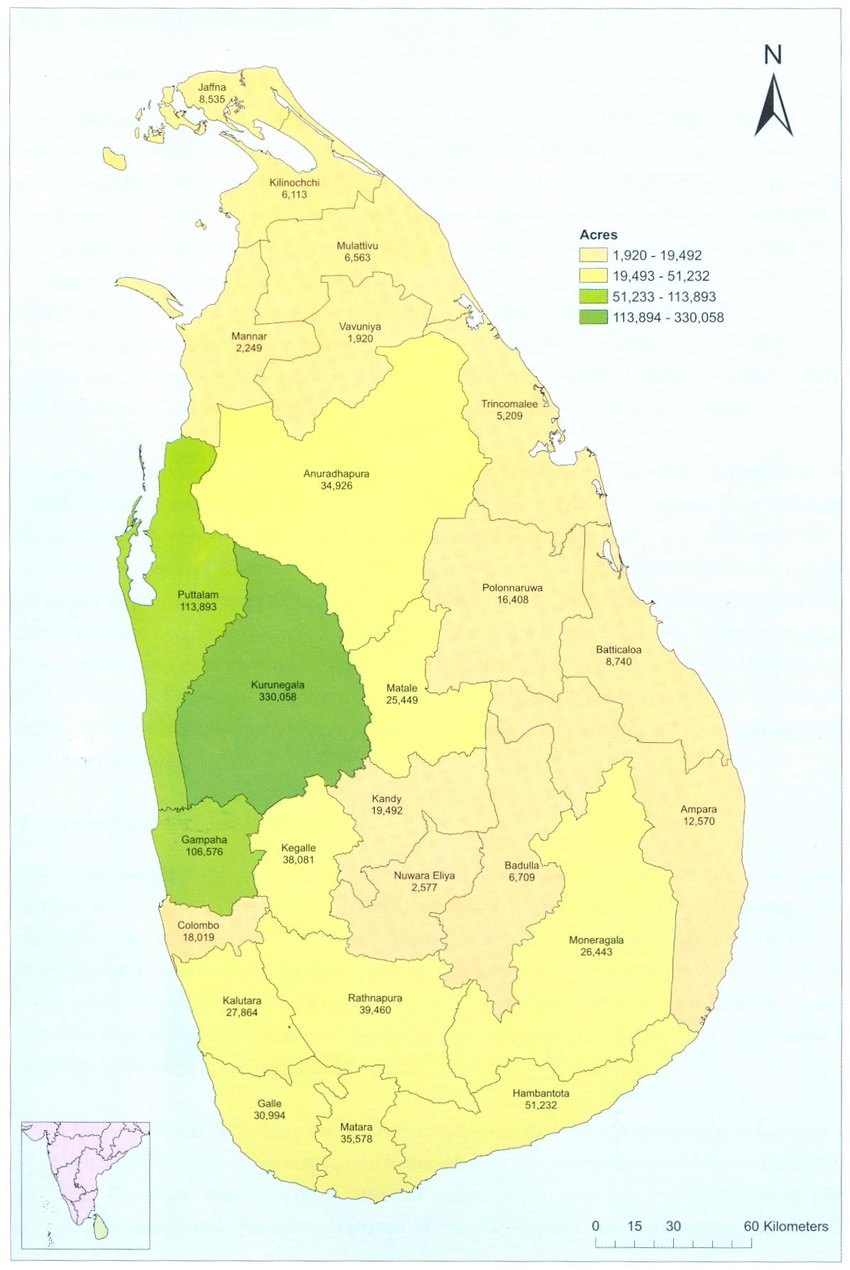 N
Jaffna
8,535
Kilinochchi
6,113
Mulattivu
6,563
Acres
1,920 - 19,492
19,493 - 51,232
51,233 - 113,893
113,894 - 330,058
Vavuniya
1,920
Mannar
2,249
Trincomalee
5,209
Anuradhapura
34,926
Puttalam
113,893
Polonnaruwa
16,408
Batticaloa
8,740
Kurunegala
330,058
Matale
25,449
Kandy
19,492
Ampara
12,570
Gampaha
106,576
Kegalle
38,081
Nuwara Eliya
2,577
Badulla
6,709
Colombo
18,019
Moneragala
26,443
Kalutara
27,864
Rathnapura
39,460
Hambantota
51,232
Galle
30,994
Matara
35,578
0 15 30 60 Kilometers